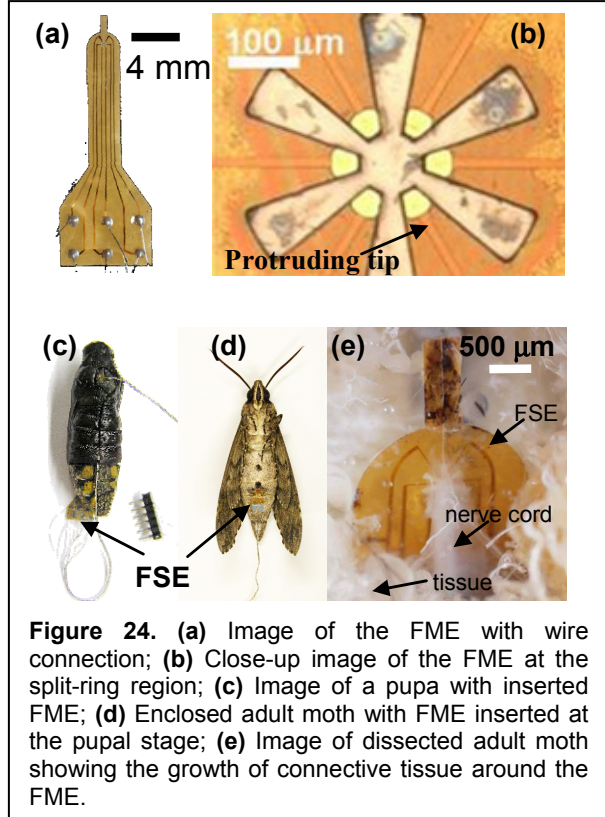 (a)
4 mm
100 µm
(b)
Protruding tip
(c)
(d)
(e)
500 µm
FSE
nerve cord
tissue
FSE
Figure 24. (a) Image of the FME with wire
connection; (b) Close-up image of the FME at the
split-ring region; (c) Image of a pupa with inserted
FME; (d) Enclosed adult moth with FME inserted at
the pupal stage; (e) Image of dissected adult moth
showing the growth of connective tissue around the
FME.